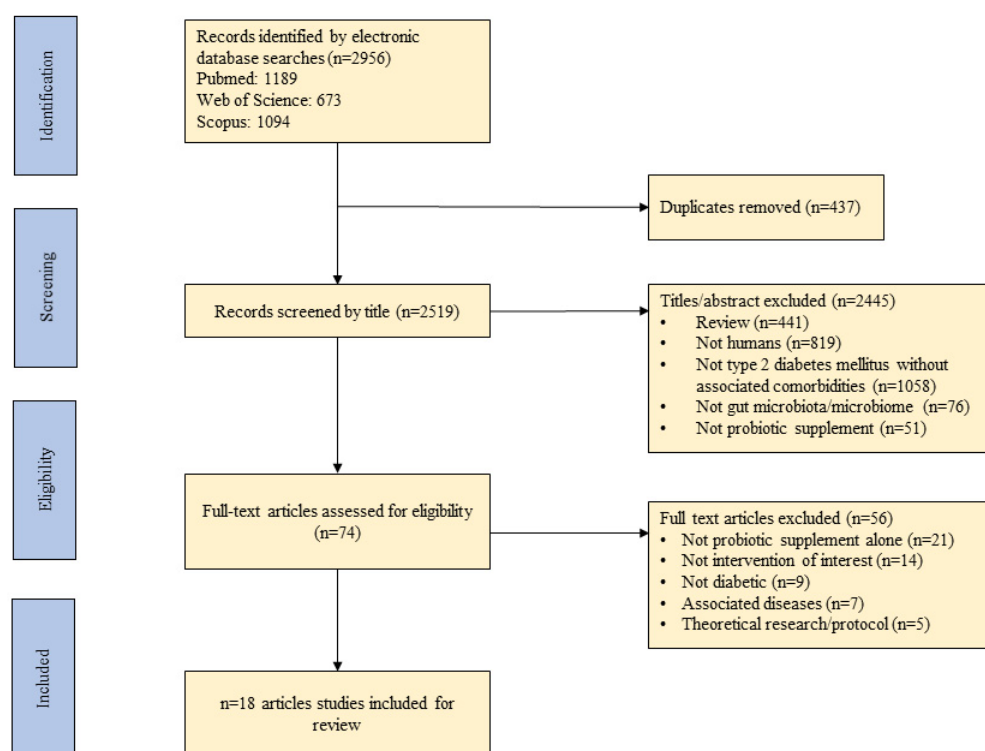 Identification
Records identified by electronic
database searches (n=2956)
Pubmed: 1189
Web of Science: 673
Scopus: 1094
Duplicates removed (n=437)
Screening
Records screened by title (n=2519)
Titles/abstract excluded (n=2445)
• Review (n=441)
• Not humans (n=819)
• Not type 2 diabetes mellitus without
associated comorbidities (n=1058)
• Not gut microbiota/microbiome (n=76)
• Not probiotic supplement (n=51)
Eligibility
Full-text articles assessed for eligibility
(n=74)
Full text articles excluded (n=56)
• Not probiotic supplement alone (n=21)
• Not intervention of interest (n=14)
• Not diabetic (n=9)
• Associated diseases (n=7)
• Theoretical research/protocol (n=5)
Included
n=18 articles studies included for
review